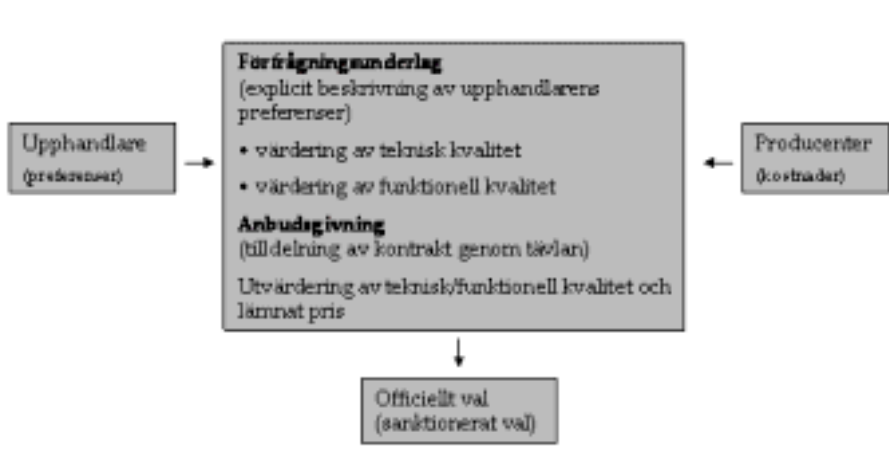 Förfrågningsunderlag
(explicit beskrivning av upphandlarens
preferenser)
• värdering av teknisk kvalitet
• värdering av funktionell kvalitet
Anbudsgivning
(tilldelning av kontrakt genom tävlan)
Utvärdering av teknisk/funktionell kvalitet och
lämnat pris
Upphandlare
(preferenser)
Producenter
(kostnader)
Officiellt val
(sanktionerat val)